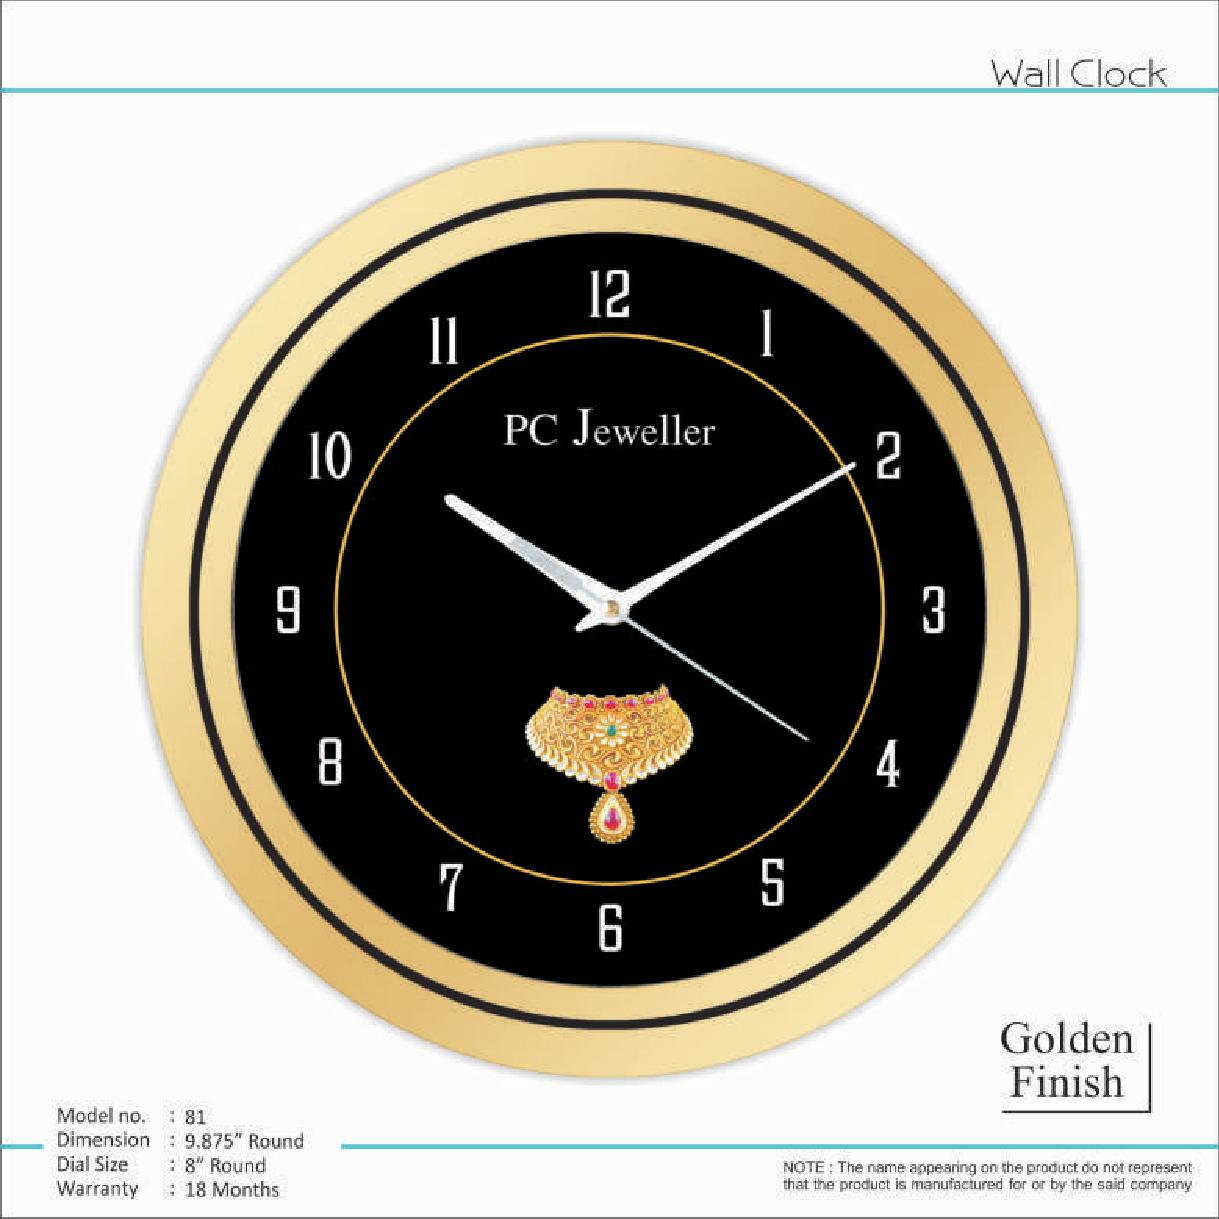 Wall Clock
12
11
1
PC Jeweller
10
2
9
3
8
4
7
5
6
Golden
Finish
Model no. : 81
Dimension : 9.875” Round
Dial Size : 8” Round
Warranty : 18 Months
NOTE : The name appearing on the product do not represent
that the product is manufactured for or by the said company